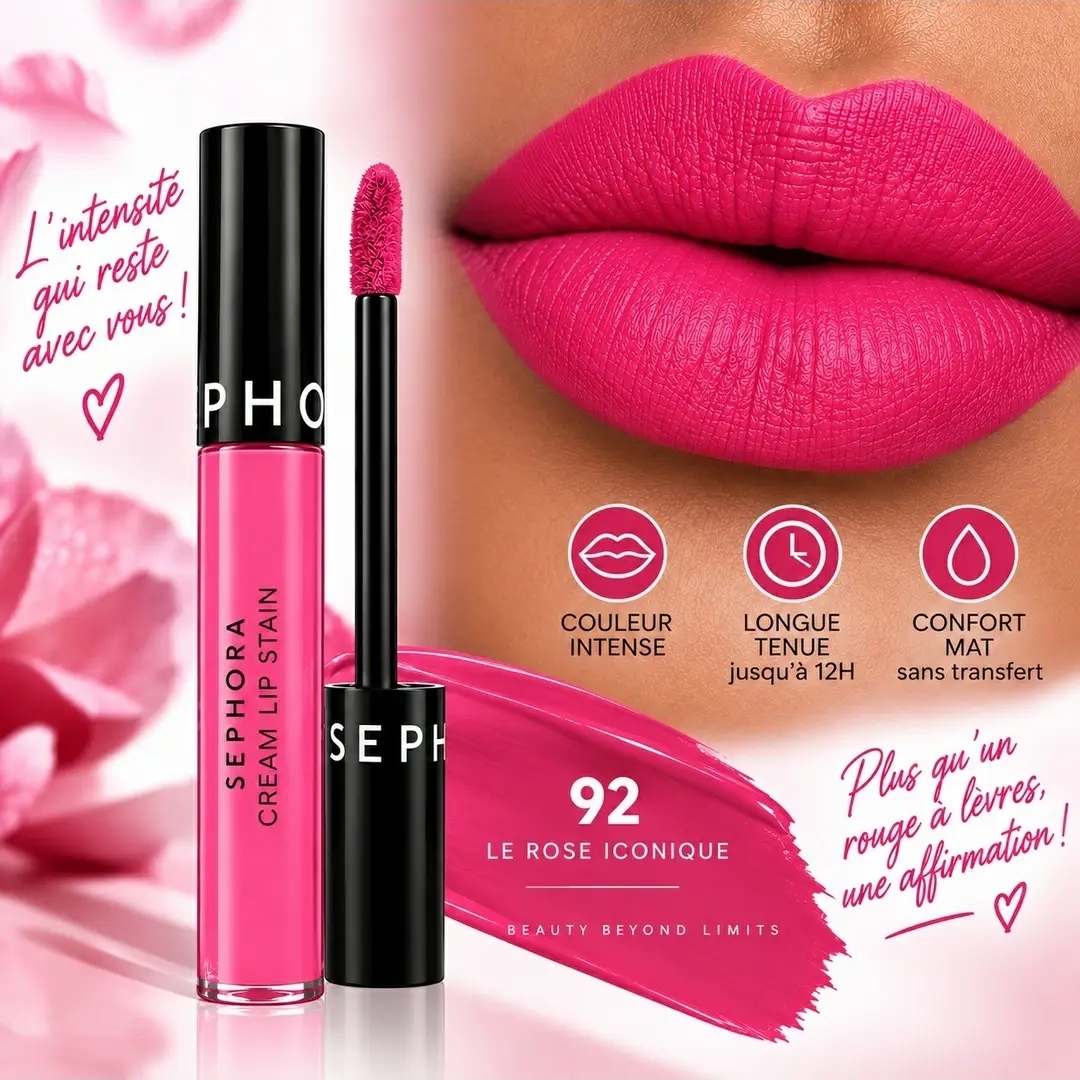 L'intensité
qui reste
avec vous !
PHO
SEPHORA
CREAM LIP STAIN
SEPH
COULEUR
INTENSE
LONGUE
TENUE
jusqu'à 12H
CONFORT
MAT
sans transfert
92
LE ROSE ICONIQUE
BEAUTY BEYOND LIMITS
Plus qu'un
rouge à lèvres,
une affirmation !